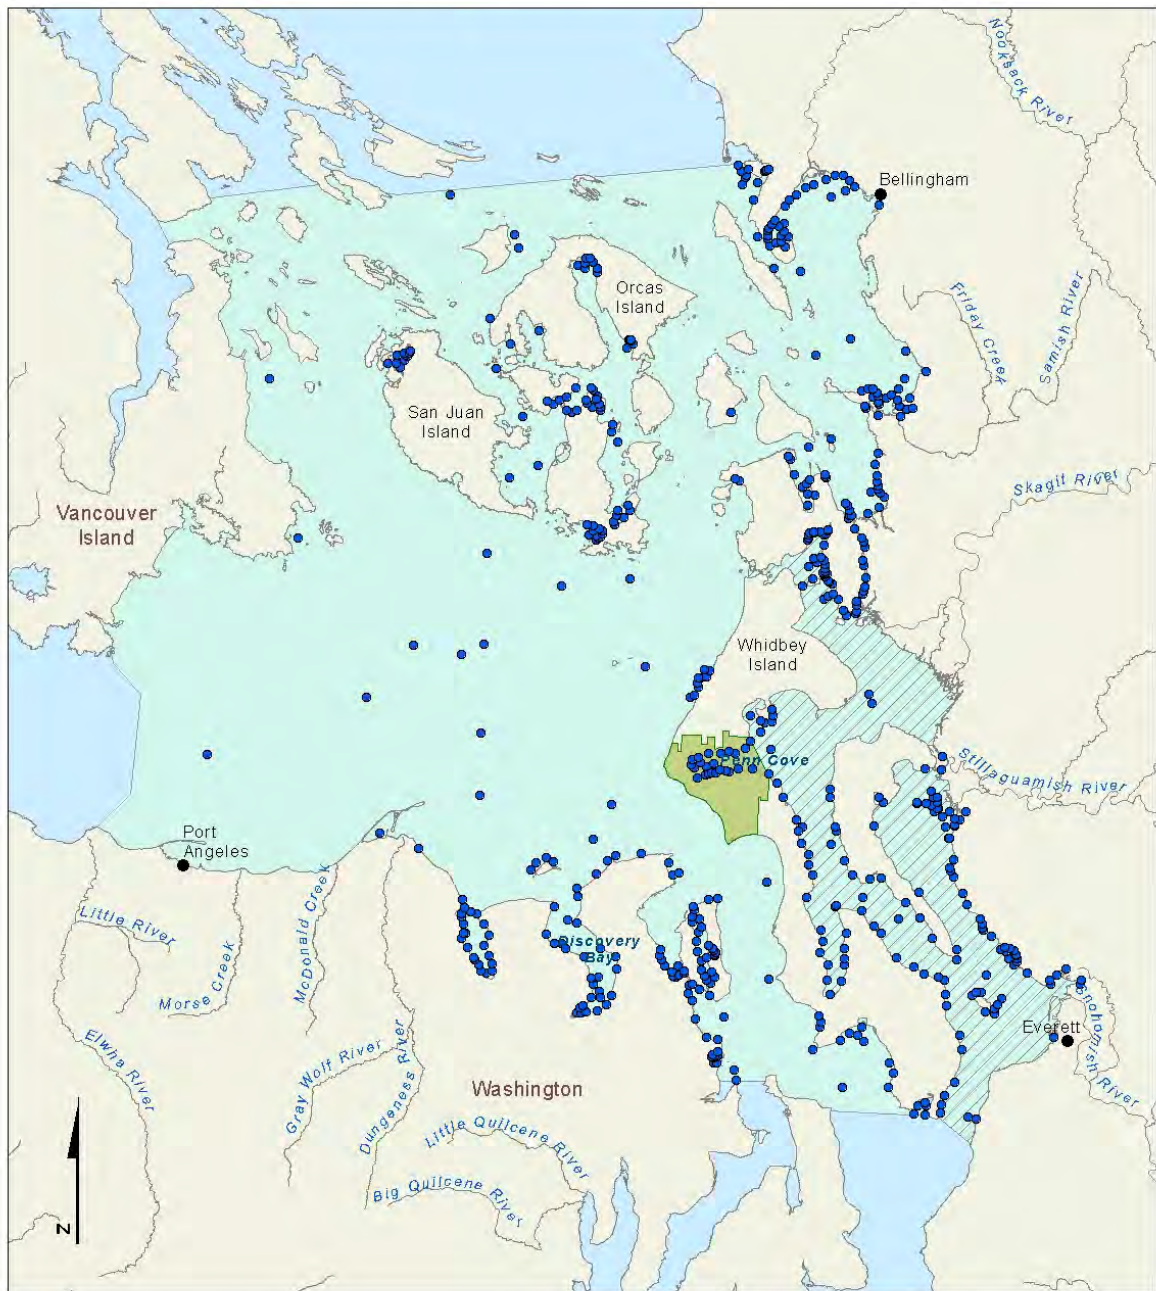 Nooksack River
Bellingham
Orcas
Island
Friday Creek
Samish River
San Juan
Island
Skagit River
Vancouver
Island
Whidbey
Island
Penn Cove
Stillaguamish River
Port
Angeles
Little River
Morse Creek
McDonald Creek
Discovery
Bay
Elwha River
Gray Wolf River
Dungeness River
Everett
Snohomish River
Washington
Little Quilcene River
Big Quilcene River
N